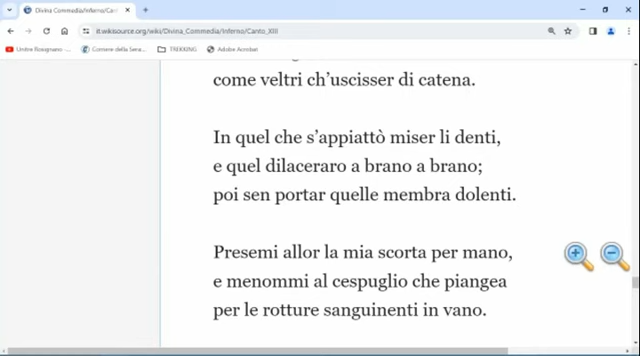 Divina Commedia/Inferno/Canto
it.wikisource.org/wiki/Divina_Commedia/Inferno/Canto_XIII
Unitre Rosignano -... Corriere della Sera... TREKKING Adobe Acrobat
come veltri ch’uscisser di catena.
In quel che s’appiattò miser li denti,
e quel dilaceraro a brano a brano;
poi sen portar quelle membra dolenti.
Presemi allor la mia scorta per mano,
e menommi al cespuglio che piangea
per le rotture sanguinenti in vano.